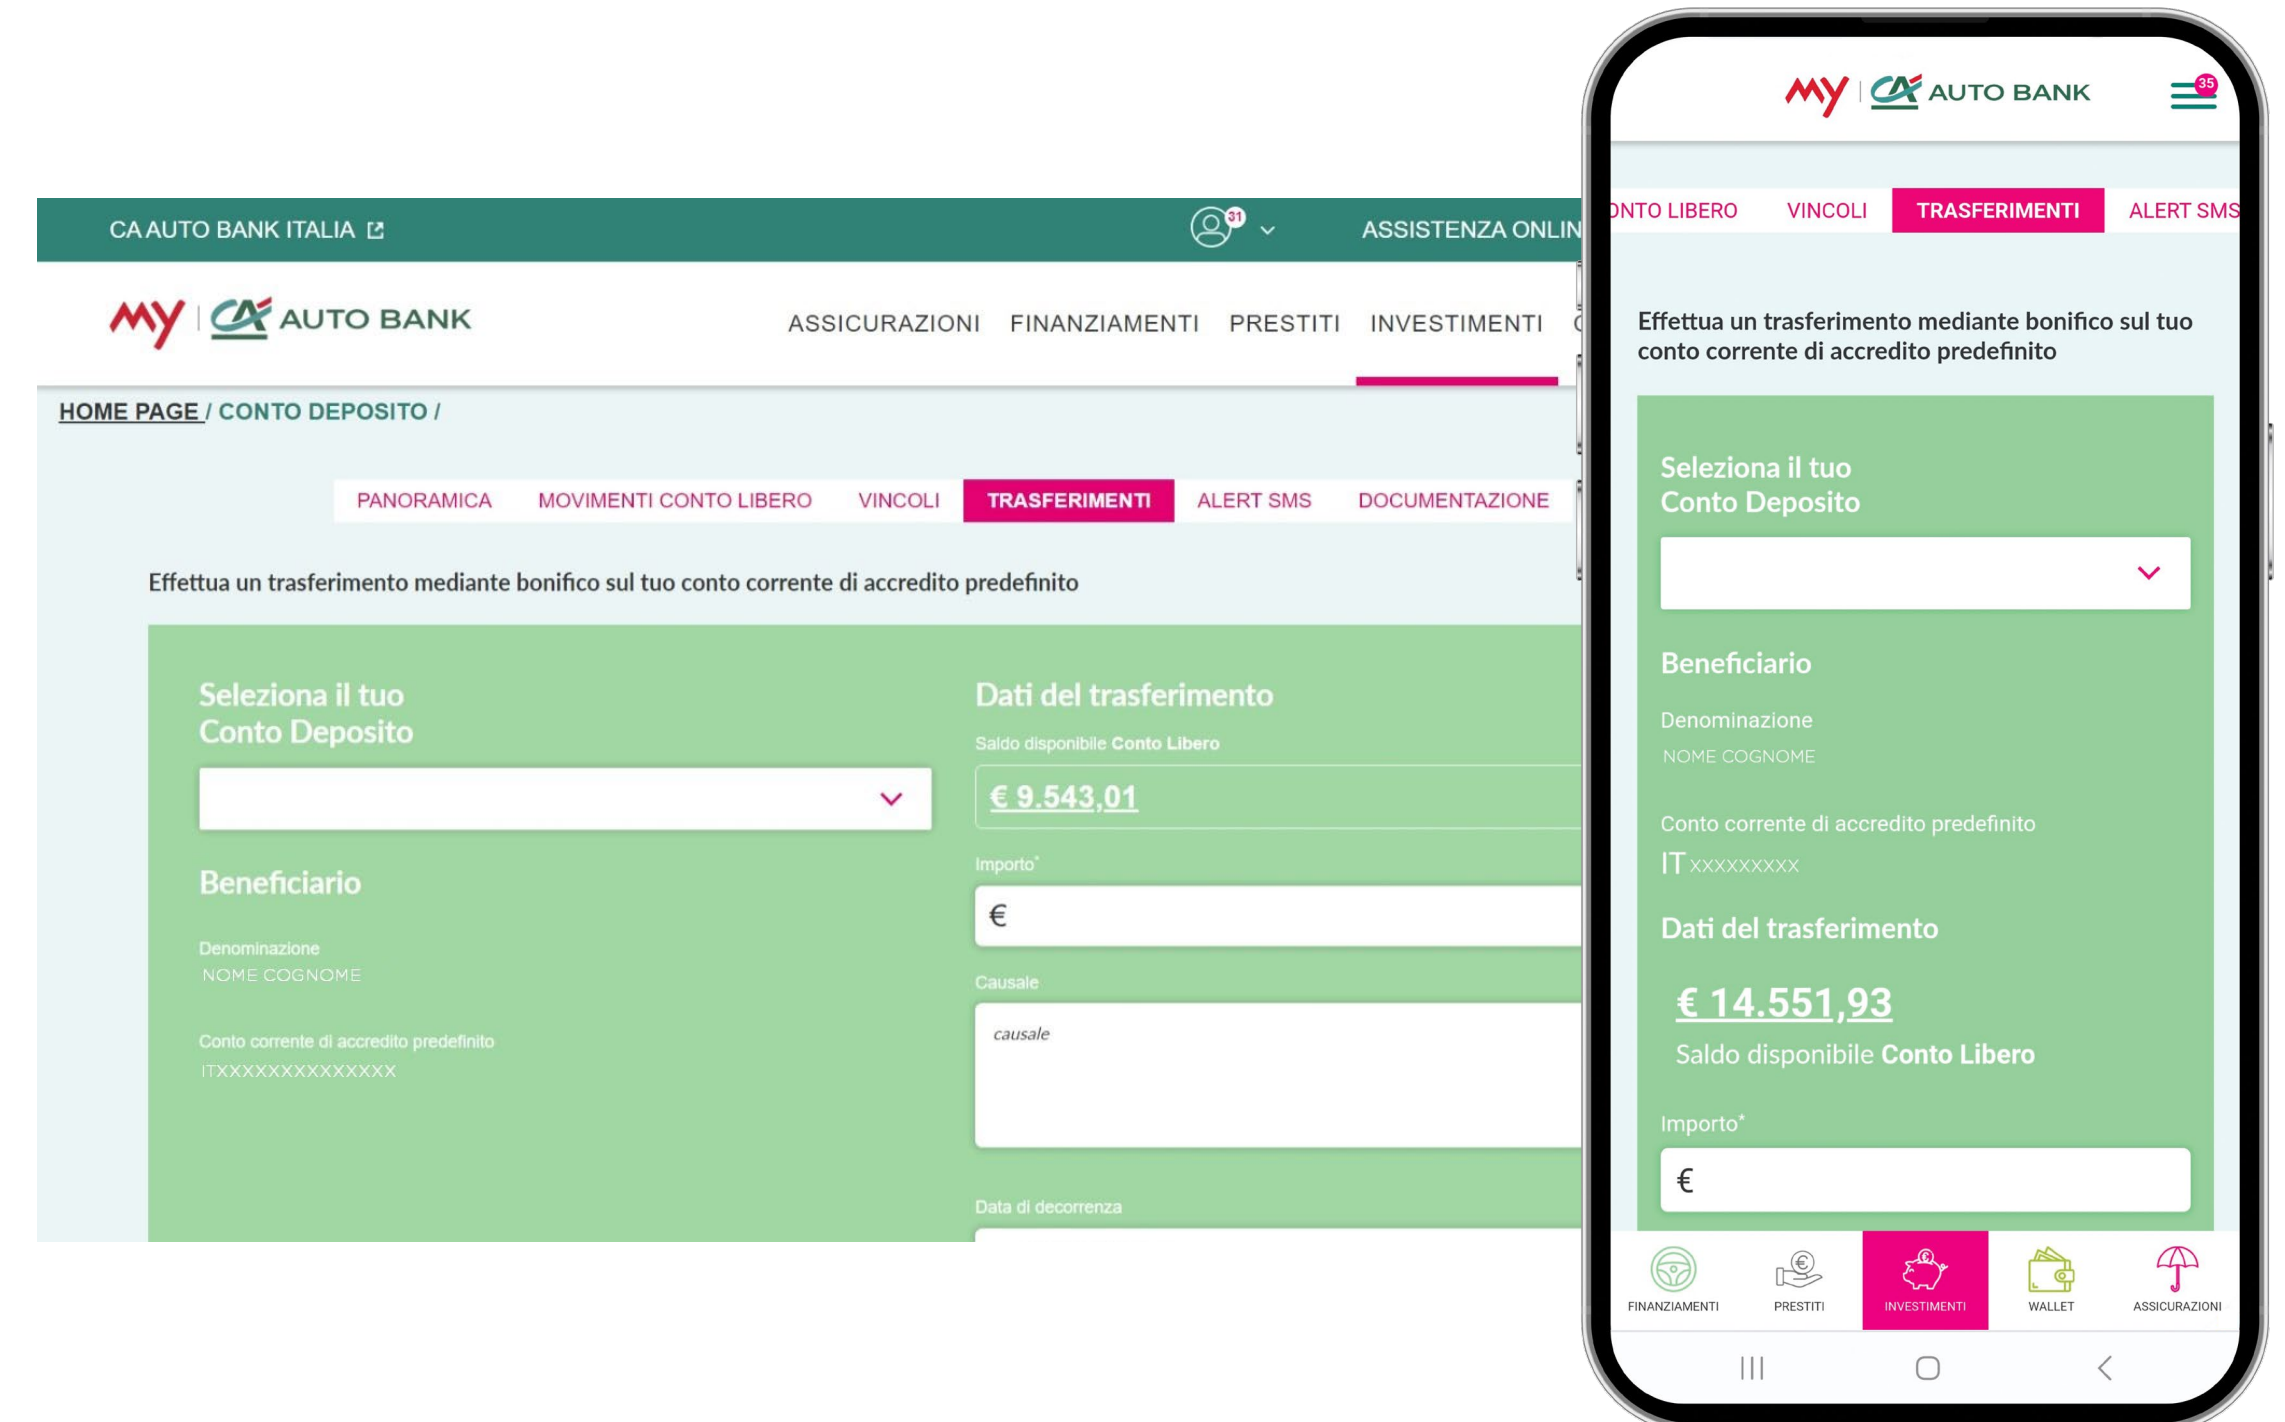 CA AUTO BANK ITALIA
31
ASSISTENZA ONLIN
MY | CA AUTO BANK
ASSICURAZIONI FINANZIAMENTI PRESTITI INVESTIMENTI
HOME PAGE / CONTO DEPOSITO /
PANORAMICA MOVIMENTI CONTO LIBERO VINCOLI TRASFERIMENTI ALERT SMS DOCUMENTAZIONE
Effettua un trasferimento mediante bonifico sul tuo conto corrente di accredito predefinito
Seleziona il tuo
Conto Deposito
Beneficiario
Denominazione
NOME COGNOME
Conto corrente di accredito predefinito
ITXXXXXXXXXXXXXX
Dati del trasferimento
Saldo disponibile Conto Libero
€ 9.543,01
Importo*
€
Causale
causale
Data di decorrenza
MY | CA AUTO BANK
35
ONTO LIBERO VINCOLI TRASFERIMENTI ALERT SMS
Effettua un trasferimento mediante bonifico sul tuo
conto corrente di accredito predefinito
Seleziona il tuo
Conto Deposito
Beneficiario
Denominazione
NOME COGNOME
Conto corrente di accredito predefinito
IT xxxxxxxxx
Dati del trasferimento
€ 14.551,93
Saldo disponibile Conto Libero
Importo*
€
FINANZIAMENTI PRESTITI INVESTIMENTI WALLET ASSICURAZIONI